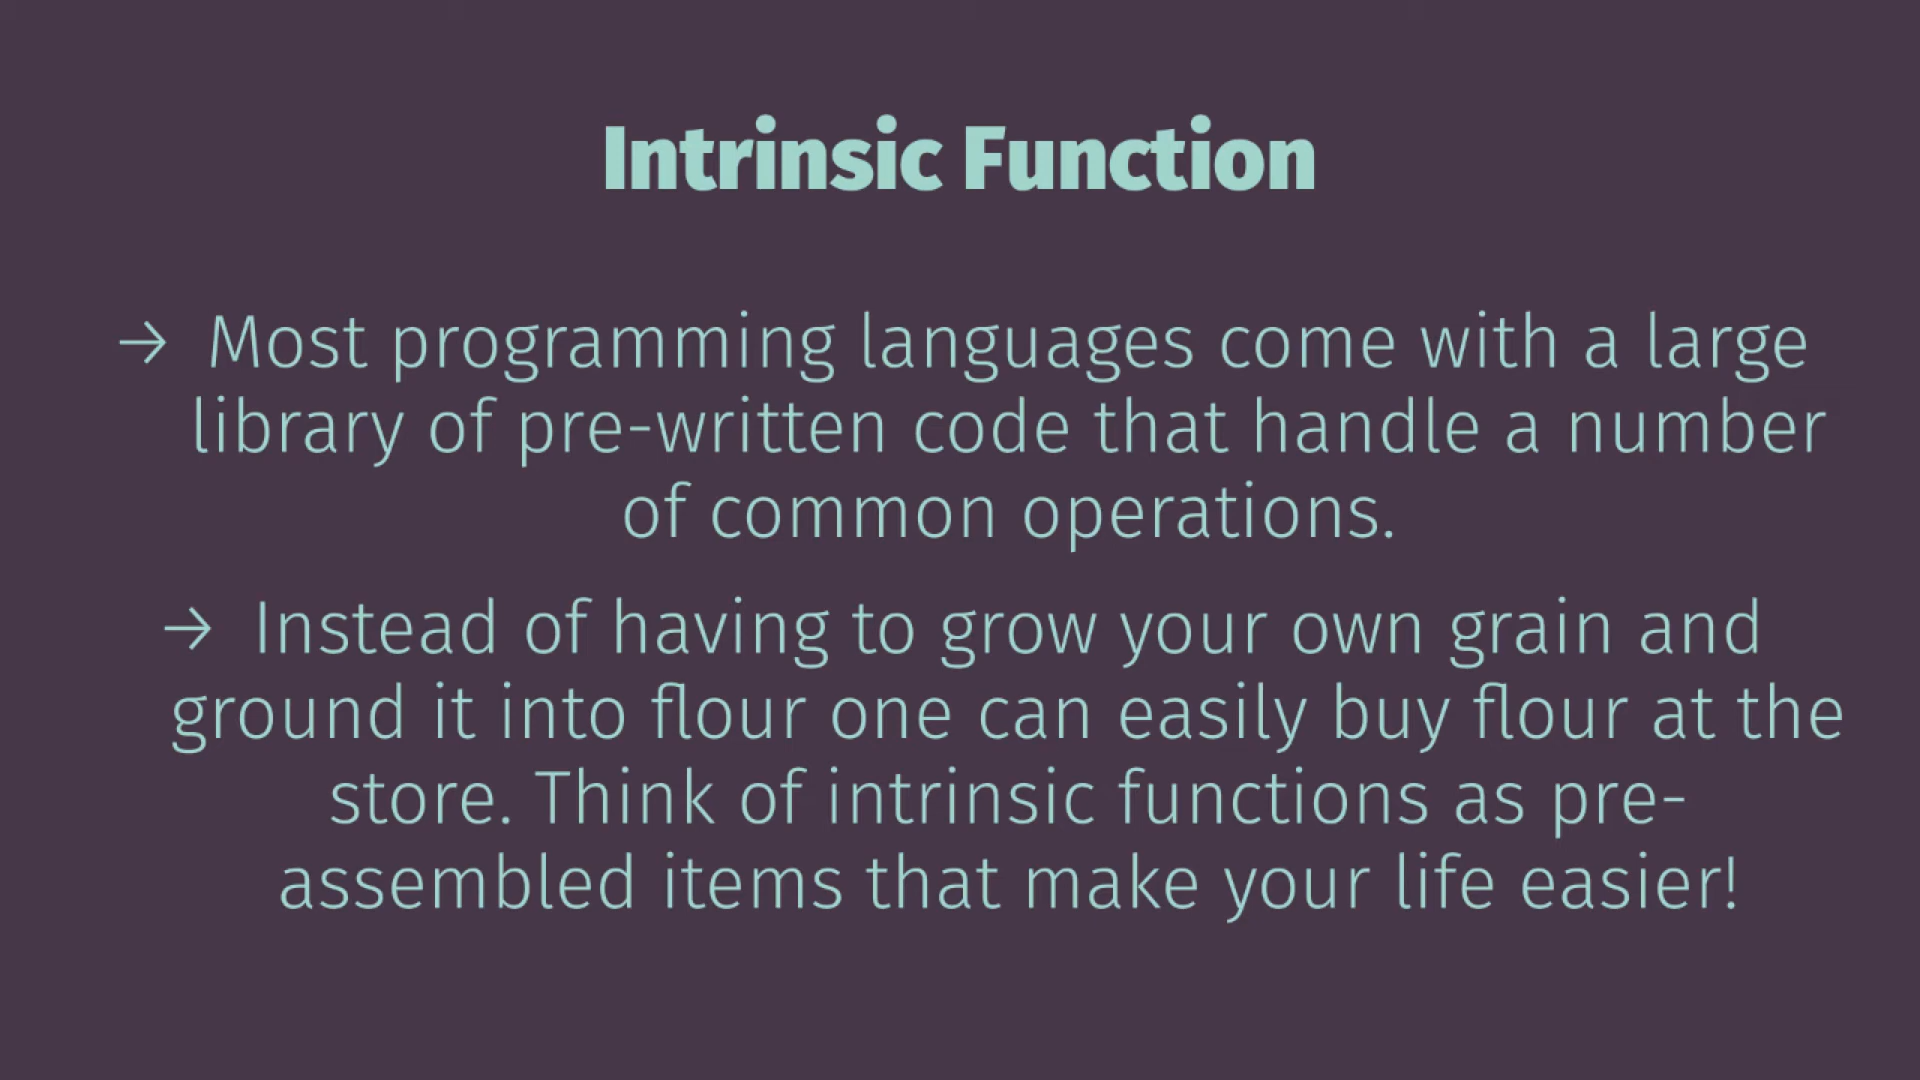 Intrinsic Function
→ Most programming languages come with a large
library of pre-written code that handle a number
of common operations.
→ Instead of having to grow your own grain and
ground it into flour one can easily buy flour at the
store. Think of intrinsic functions as pre-
assembled items that make your life easier!